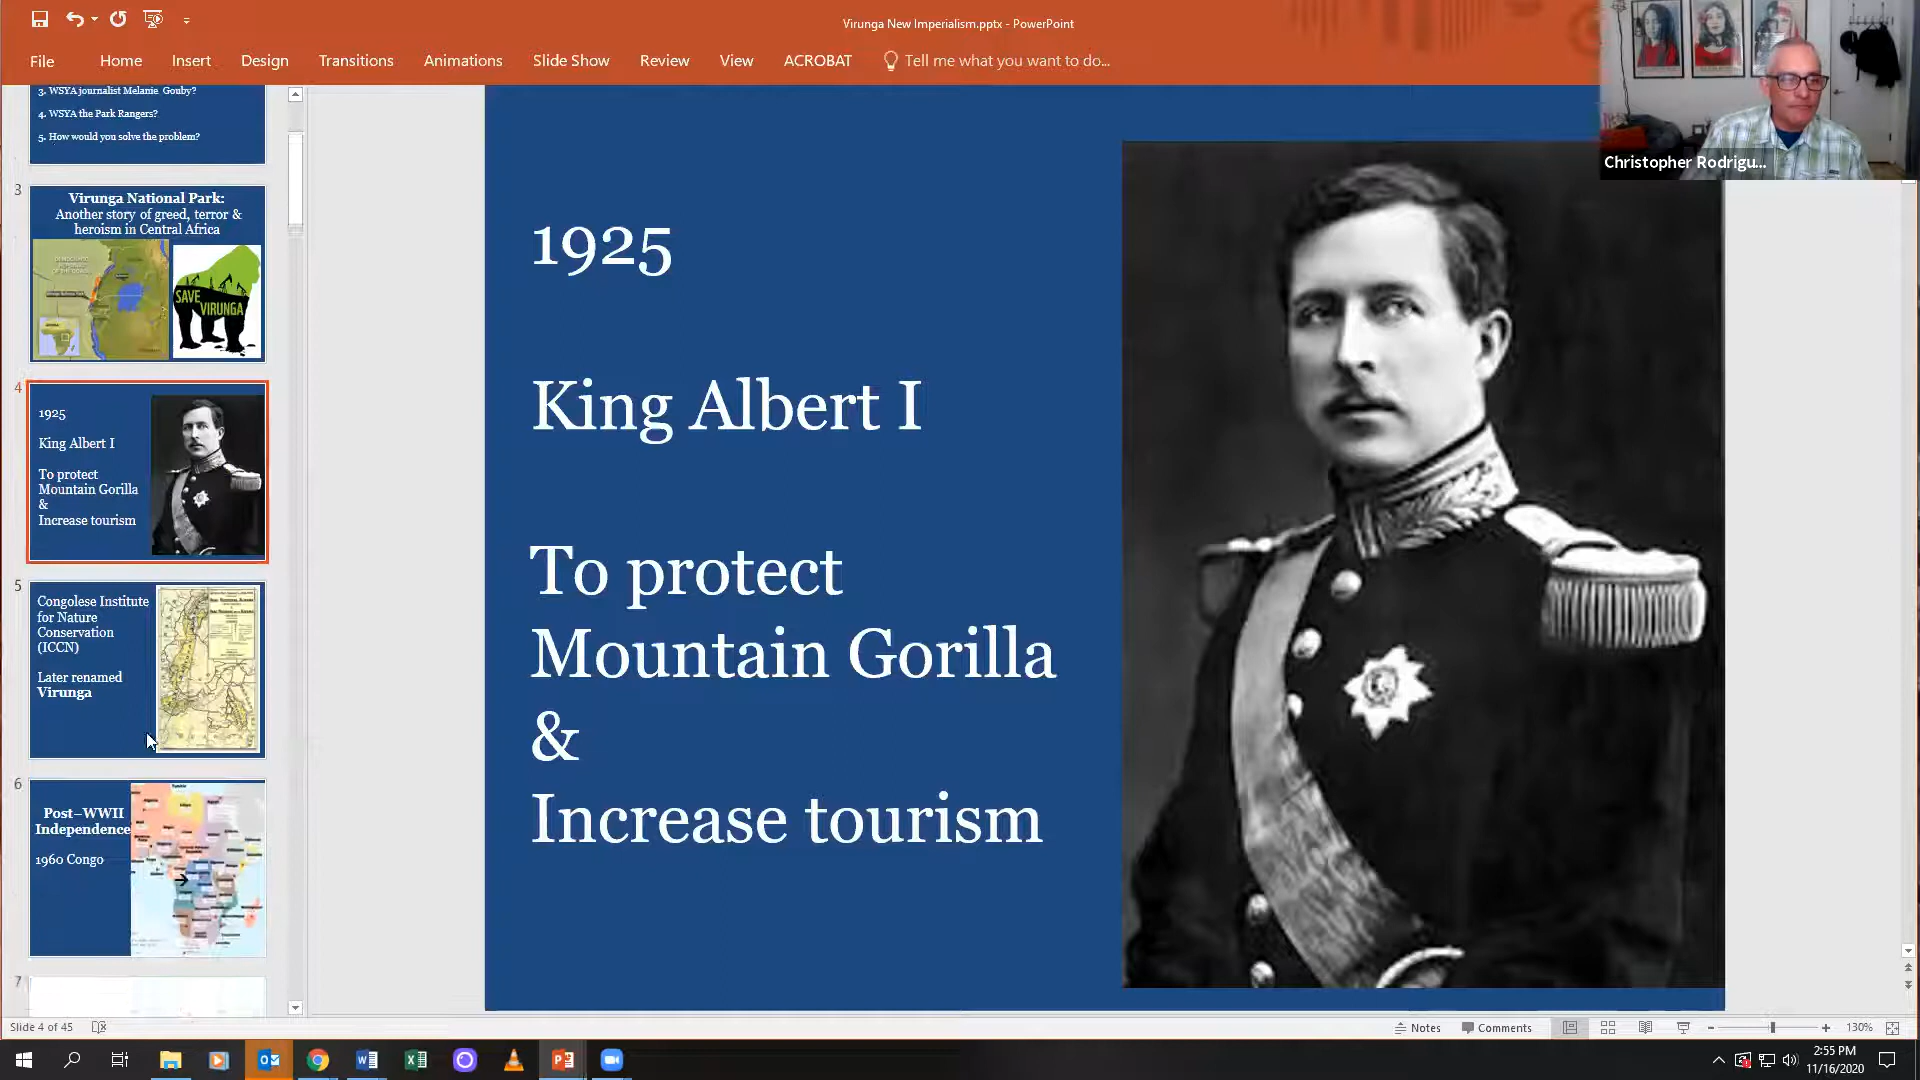 Virunga New Imperialism.pptx - PowerPoint
File Home Insert Design Transitions Animations Slide Show Review View ACROBAT Tell me what you want to do...
Christopher Rodrigu...
3. WSYA journalist Melanie Gouby?
4. WSYA the Park Rangers?
5. How would you solve the problem?
3
Virunga National Park:
Another story of greed, terror &
heroism in Central Africa
SAVE
VIRUNGA
4
1925
King Albert I
To protect
Mountain Gorilla
&
Increase tourism
5
Congolese Institute
for Nature
Conservation
(ICCN)
Later renamed
Virunga
6
Post–WWII
Independence
1960 Congo
7
1925
King Albert I
To protect
Mountain Gorilla
&
Increase tourism
Slide 4 of 45
Notes Comments 130%
2:55 PM
11/16/2020